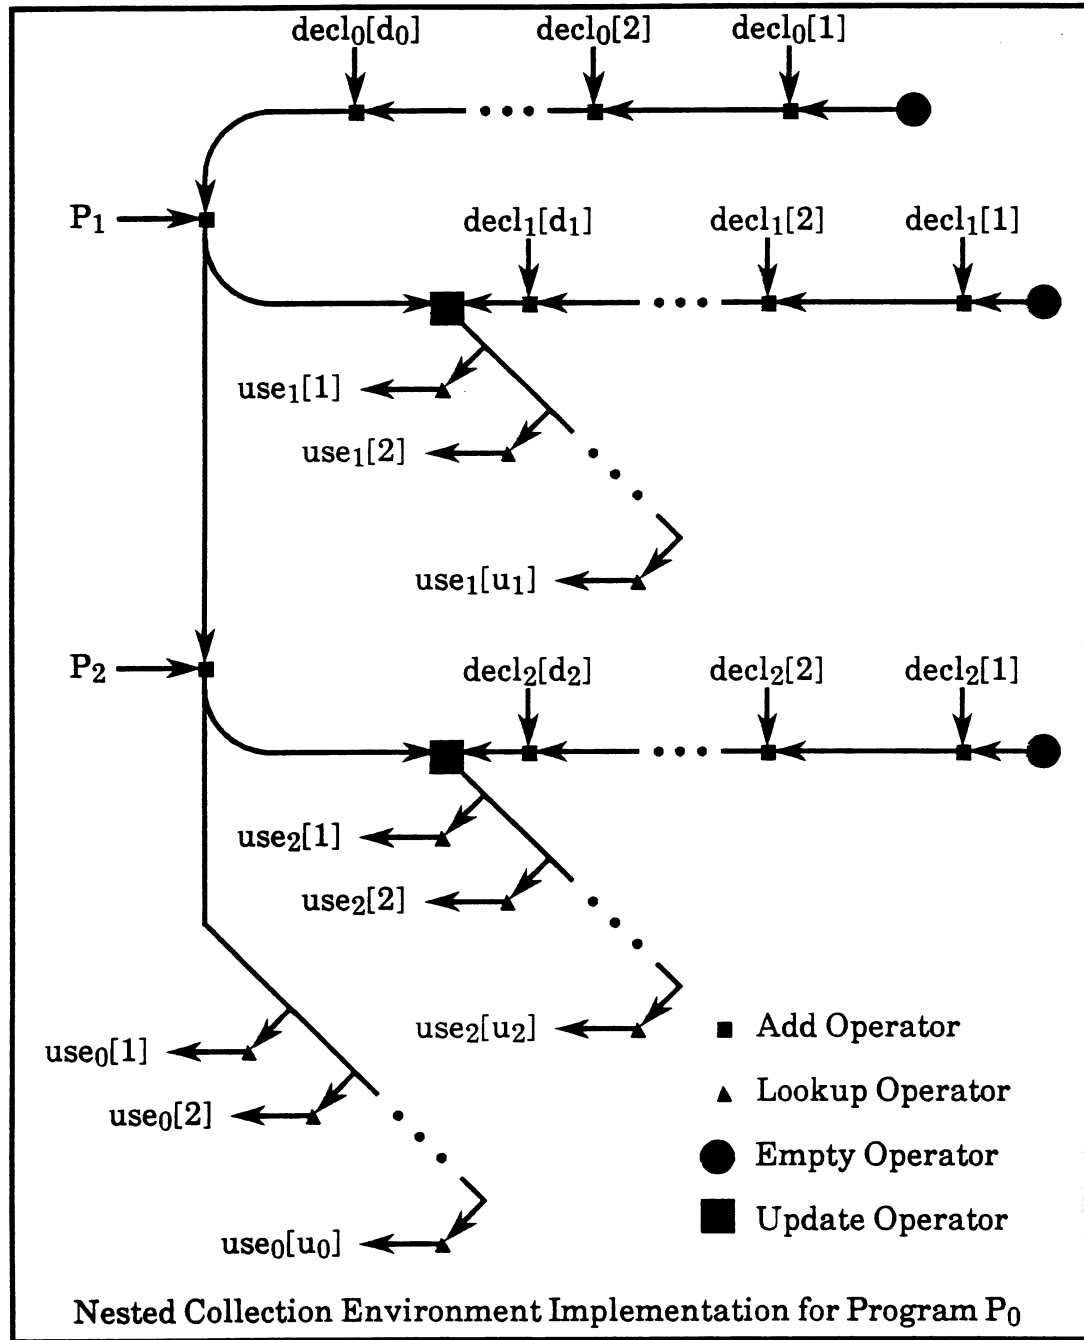 decl₀[d₀] decl₀[2] decl₀[1]
P₁
decl₁[d₁] decl₁[2] decl₁[1]
use₁[1]
use₁[2]
use₁[u₁]
P₂
decl₂[d₂] decl₂[2] decl₂[1]
use₂[1]
use₂[2]
use₂[u₂]
use₀[1]
use₀[2]
use₀[u₀]
Add Operator
Lookup Operator
Empty Operator
Update Operator
Nested Collection Environment Implementation for Program P₀